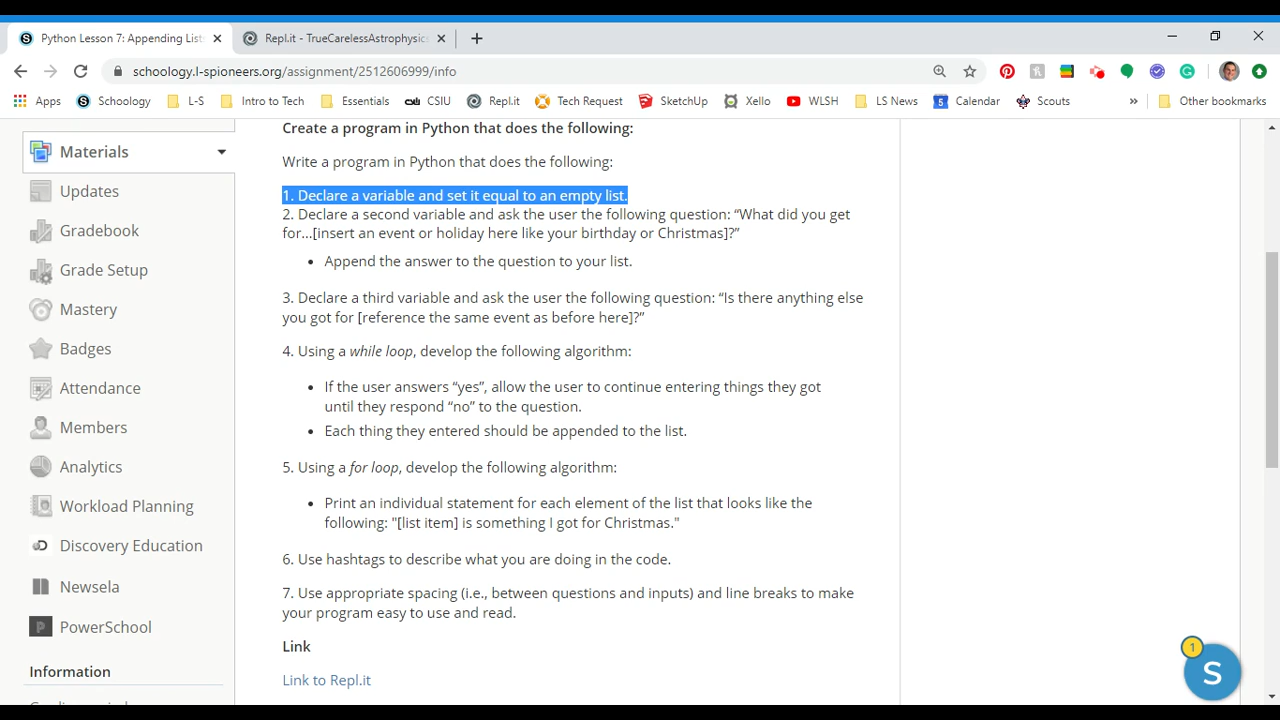 Python Lesson 7: Appending List
Repl.it - TrueCarelessAstrophysic
schoology.l-spioneers.org/assignment/2512606999/info
Apps Schoology L-S Intro to Tech Essentials CSIU Repl.it Tech Request SketchUp Xello WLSH LS News 5 Calendar Scouts » Other bookmarks
Materials
Updates
Gradebook
Grade Setup
Mastery
Badges
Attendance
Members
Analytics
Workload Planning
Discovery Education
Newsela
PowerSchool
Information
Create a program in Python that does the following:
Write a program in Python that does the following:
1. Declare a variable and set it equal to an empty list.
2. Declare a second variable and ask the user the following question: “What did you get
for...[insert an event or holiday here like your birthday or Christmas]?”
• Append the answer to the question to your list.
3. Declare a third variable and ask the user the following question: “Is there anything else
you got for [reference the same event as before here]?”
4. Using a while loop, develop the following algorithm:
• If the user answers “yes”, allow the user to continue entering things they got
until they respond “no” to the question.
• Each thing they entered should be appended to the list.
5. Using a for loop, develop the following algorithm:
• Print an individual statement for each element of the list that looks like the
following: "[list item] is something I got for Christmas."
6. Use hashtags to describe what you are doing in the code.
7. Use appropriate spacing (i.e., between questions and inputs) and line breaks to make
your program easy to use and read.
Link
Link to Repl.it
1
S